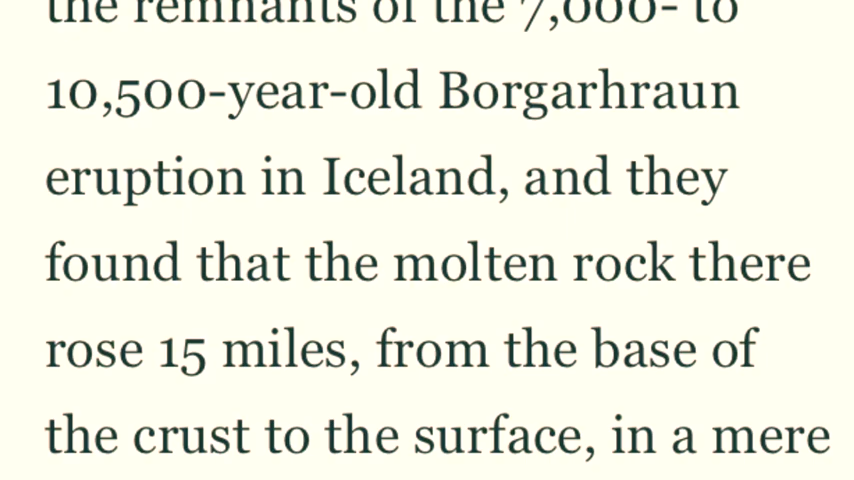 the remnants of the 7,000- to
10,500-year-old Borgarhraun
eruption in Iceland, and they
found that the molten rock there
rose 15 miles, from the base of
the crust to the surface, in a mere